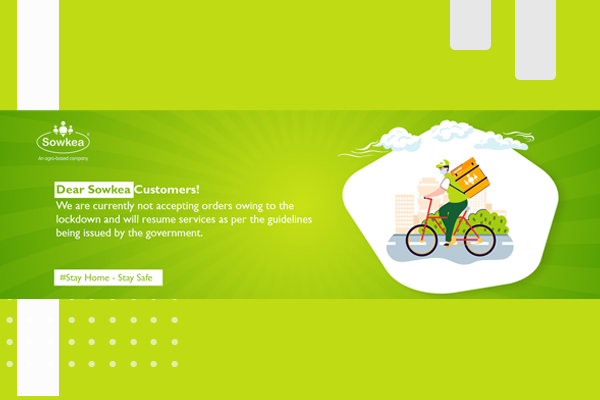 Sowkea
An agro-based company
Dear Sowkea Customers!
We are currently not accepting orders owing to the
lockdown and will resume services as per the guidelines
being issued by the government.
#Stay Home - Stay Safe